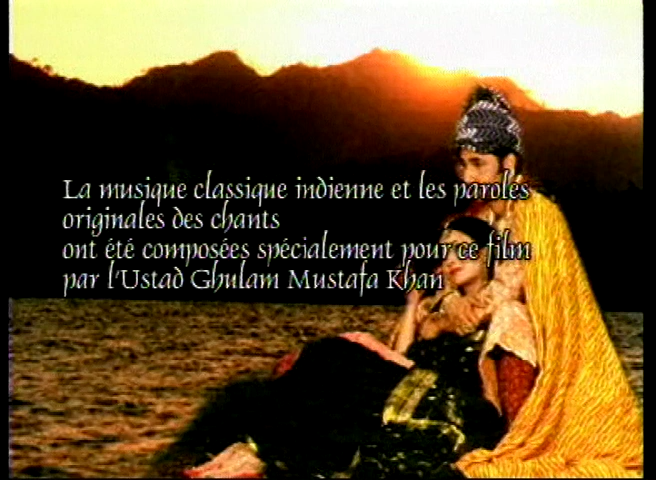 La musique classique indienne et les paroles
originales des chants
ont été composées spécialement pour ce film
par l'Ustad Ghulam Mustafa Khan